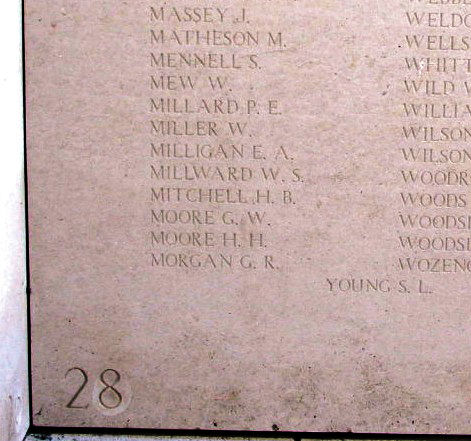 MASSEY J.
MATHESON M.
MENNELL S.
MEW W.
MILLARD P. E.
MILLER W.
MILLIGAN E. A.
MILLWARD W. S.
MITCHELL H. B.
MOORE G. W.
MOORE H. H.
MORGAN G. R.
WELDO
WELLS
WHITT
WILD
WILLIA
WILSON
WILSON
WOODR
WOODS
WOODS
WOODS
WOZENC
YOUNG S. L.
28